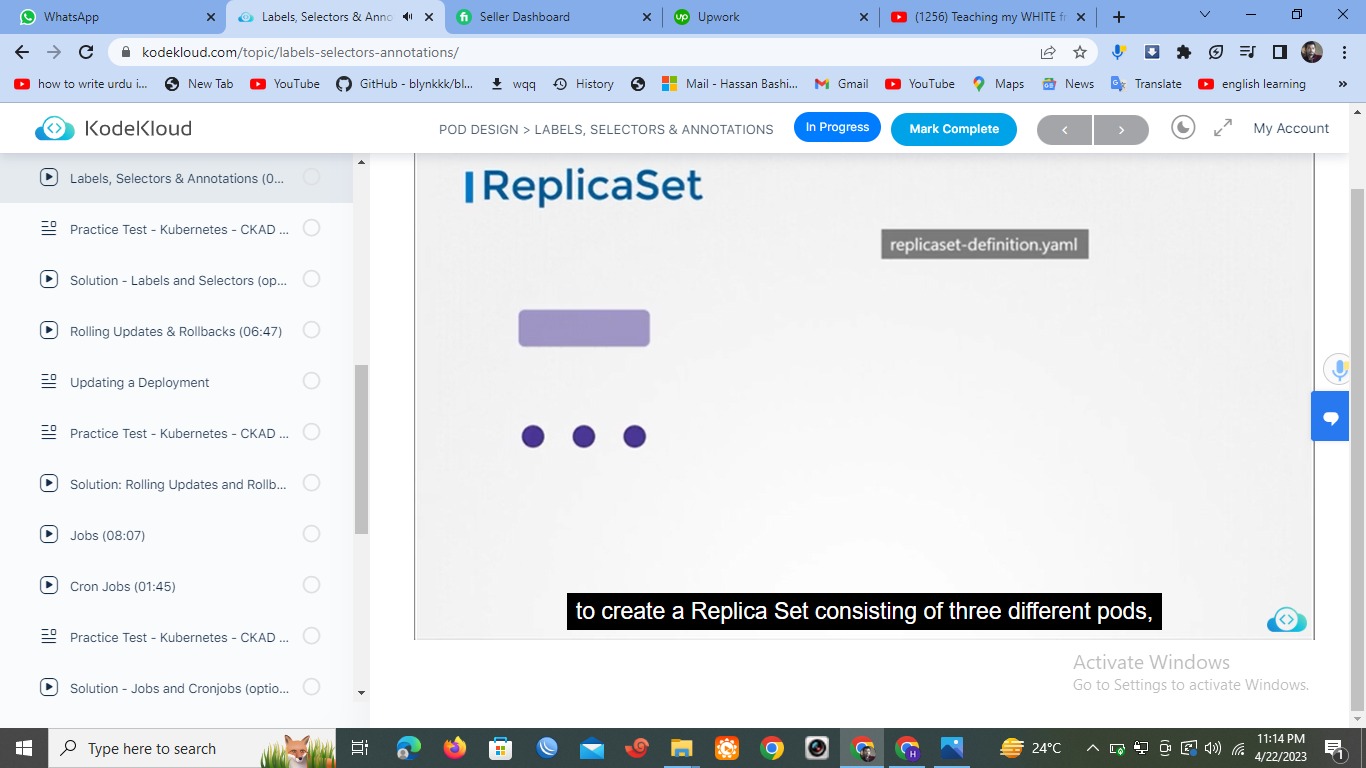 WhatsApp
Labels, Selectors & Anno
Seller Dashboard
Upwork
(1256) Teaching my WHITE fr
kodekloud.com/topic/labels-selectors-annotations/
how to write urdu i...
New Tab
YouTube
GitHub - blynkkk/bl...
wqq
History
Mail - Hassan Bashi...
Gmail
YouTube
Maps
News
Translate
english learning
KodeKloud
POD DESIGN > LABELS, SELECTORS & ANNOTATIONS
In Progress
Mark Complete
My Account
Labels, Selectors & Annotations (0...
Practice Test - Kubernetes - CKAD ...
Solution - Labels and Selectors (op...
Rolling Updates & Rollbacks (06:47)
Updating a Deployment
Practice Test - Kubernetes - CKAD ...
Solution: Rolling Updates and Rollb...
Jobs (08:07)
Cron Jobs (01:45)
Practice Test - Kubernetes - CKAD ...
Solution - Jobs and Cronjobs (optio...
ReplicaSet
replicaset-definition.yaml
to create a Replica Set consisting of three different pods,
Activate Windows
Go to Settings to activate Windows.
Type here to search
24°C
11:14 PM
4/22/2023
1